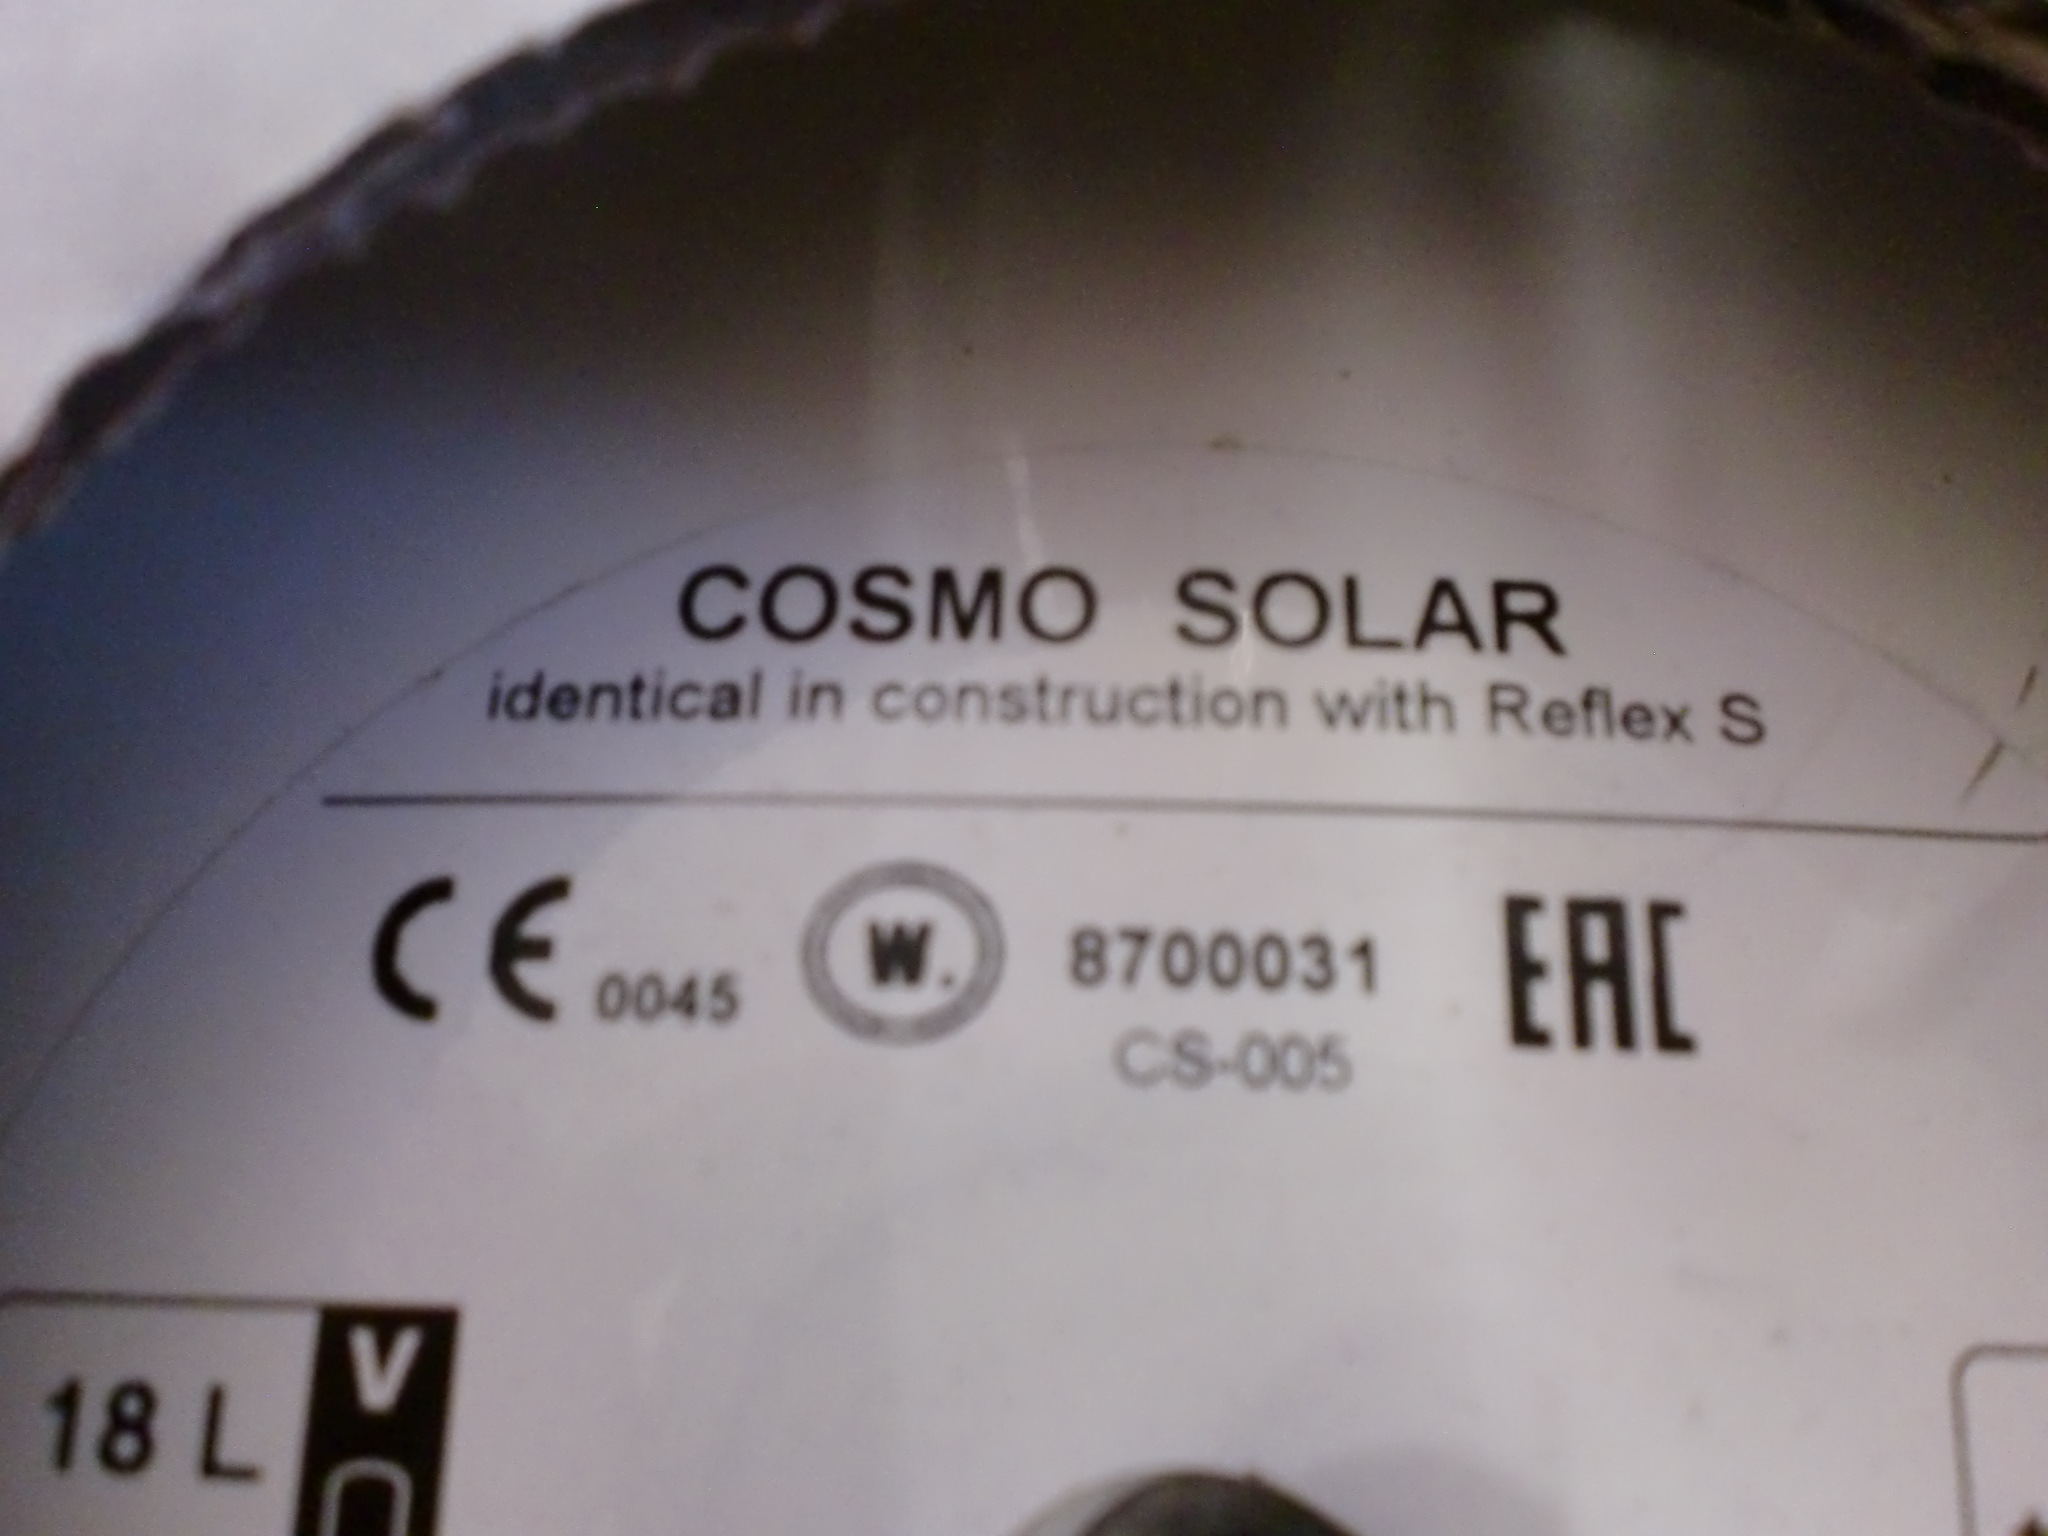 COSMO SOLAR
identical in construction with Reflex S
CE 0045 W. 8700031 EAC
CS-005
18 L V